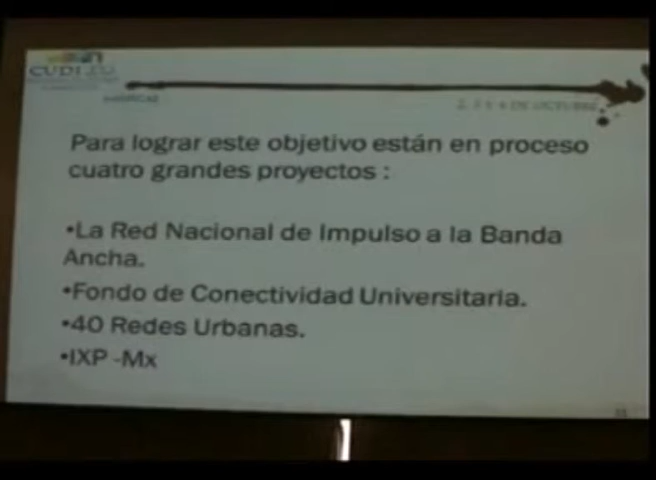 CUDI
Para lograr este objetivo están en proceso
cuatro grandes proyectos :
•La Red Nacional de Impulso a la Banda
Ancha.
•Fondo de Conectividad Universitaria.
•40 Redes Urbanas.
•IXP -Mx